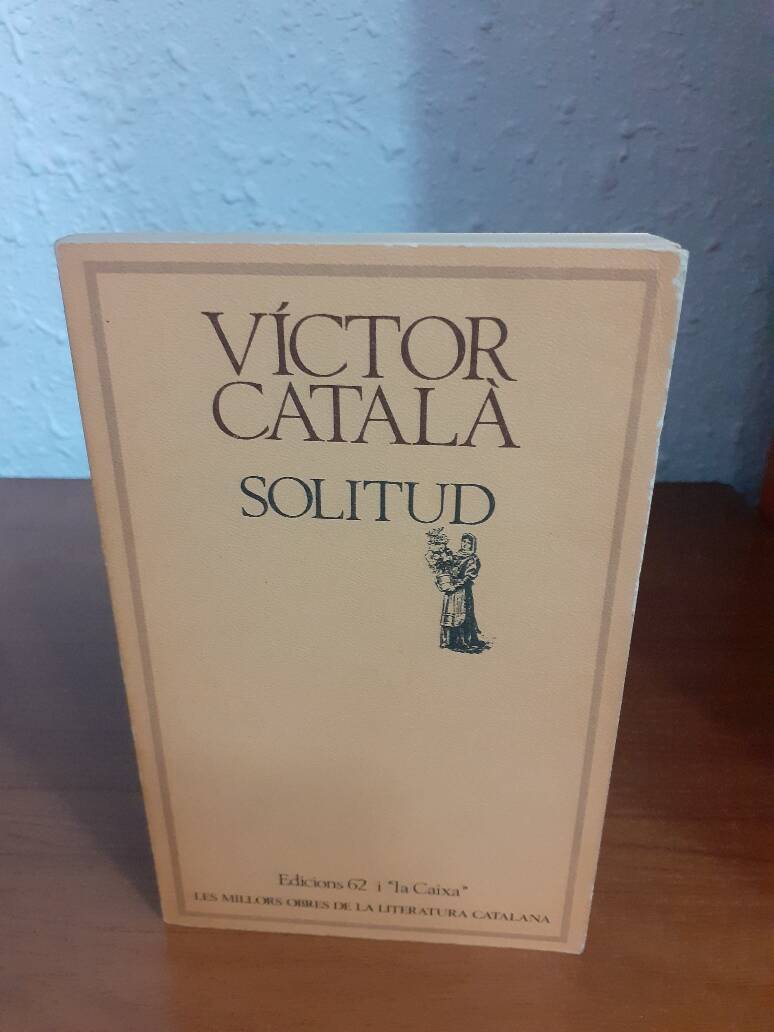 VÍCTOR
CATALÀ
SOLITUD
Edicions 62 i "la Caixa"
LES MILLORS OBRES DE LA LITERATURA CATALANA